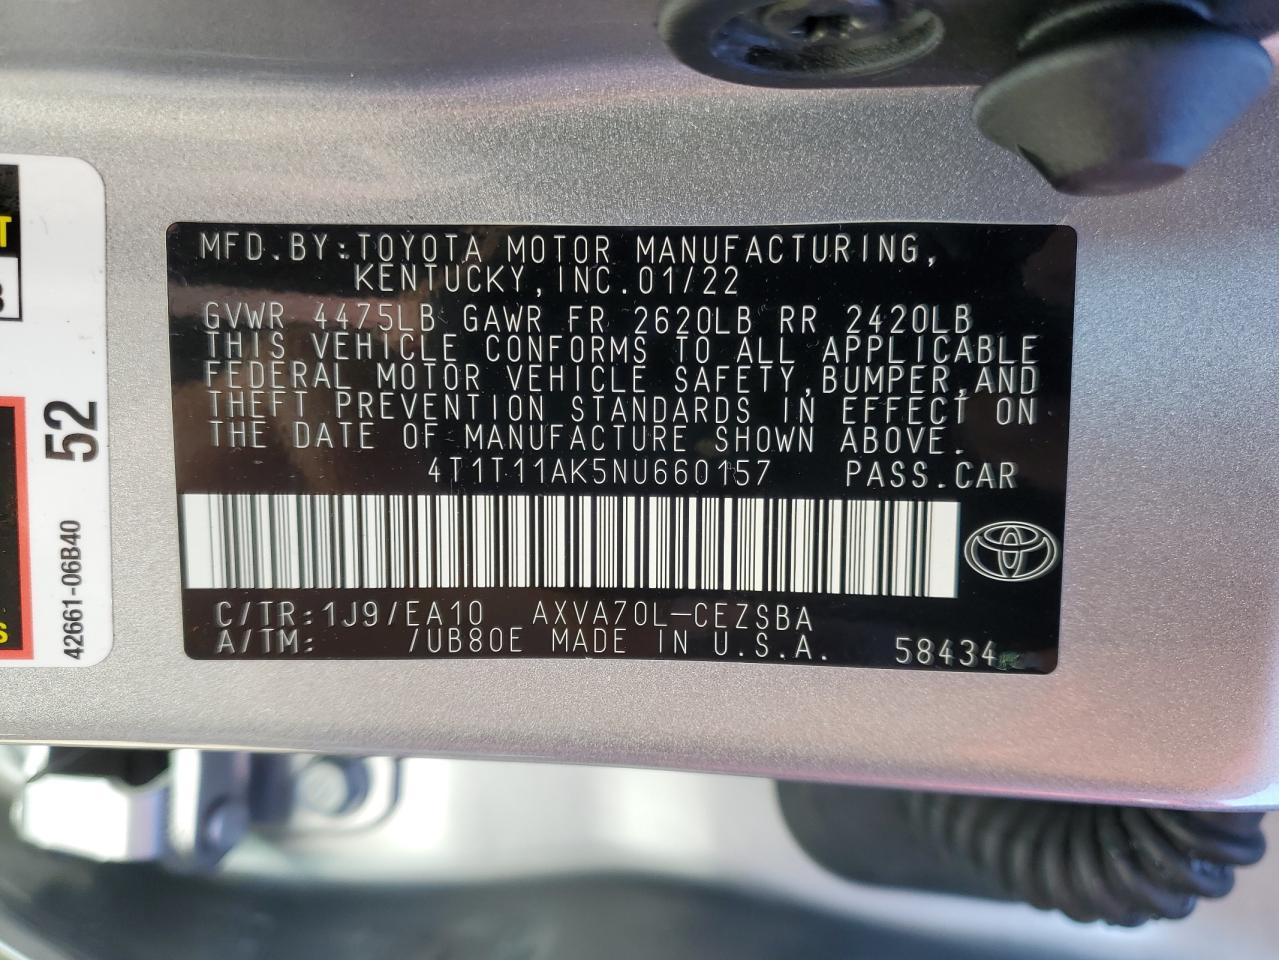 MFD.BY:TOYOTA MOTOR MANUFACTURING,
KENTUCKY,INC.01/22
GVWR 4475LB GAWR FR 2620LB RR 2420LB
THIS VEHICLE CONFORMS TO ALL APPLICABLE
FEDERAL MOTOR VEHICLE SAFETY,BUMPER,AND
THEFT PREVENTION STANDARDS IN EFFECT ON
THE DATE OF MANUFACTURE SHOWN ABOVE.
4T1T11AK5NU660157 PASS.CAR
C/TR:1J9/EA10 AXVA70L-CEZSBA
A/TM: /UB80E MADE IN U.S.A. 58434
52
42661-06B40
T
S